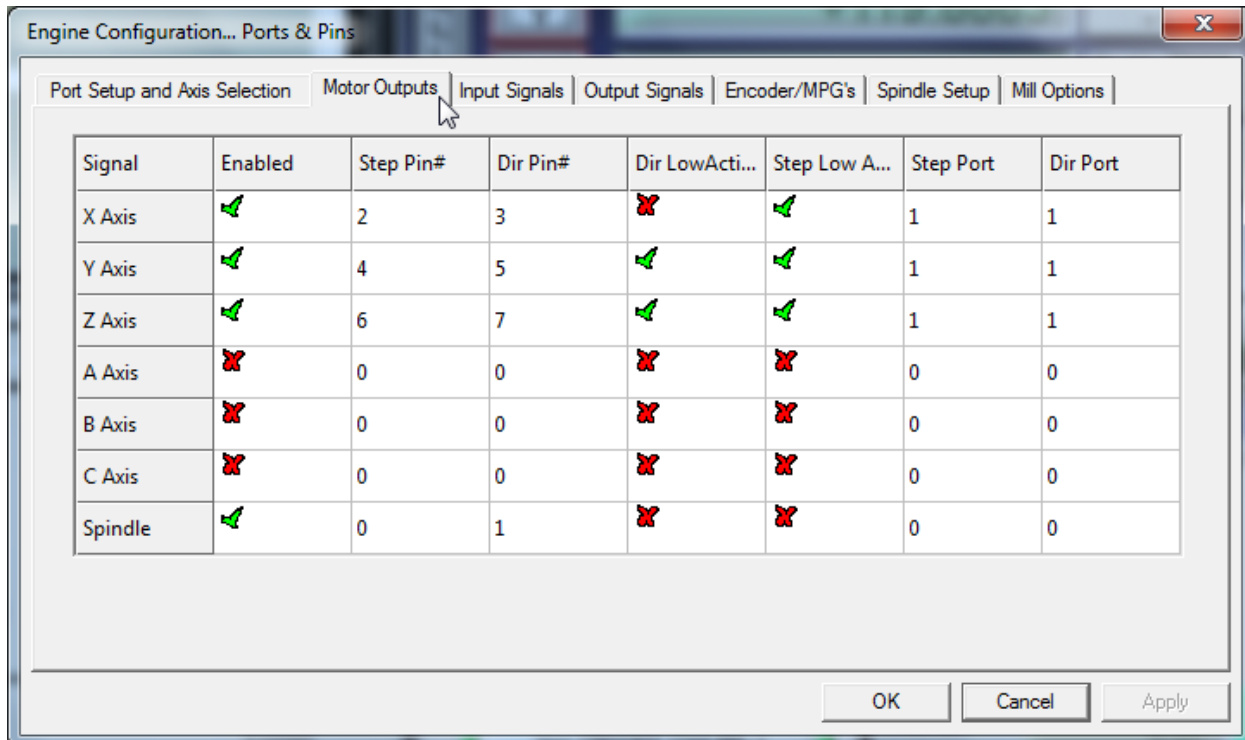 Engine Configuration... Ports & Pins
Port Setup and Axis Selection Motor Outputs Input Signals Output Signals Encoder/MPG's Spindle Setup Mill Options
Signal Enabled Step Pin# Dir Pin# Dir LowActi... Step Low A... Step Port Dir Port
X Axis 2 3 1 1
Y Axis 4 5 1 1
Z Axis 6 7 1 1
A Axis 0 0 0 0
B Axis 0 0 0 0
C Axis 0 0 0 0
Spindle 0 1 0 0
OK Cancel Apply